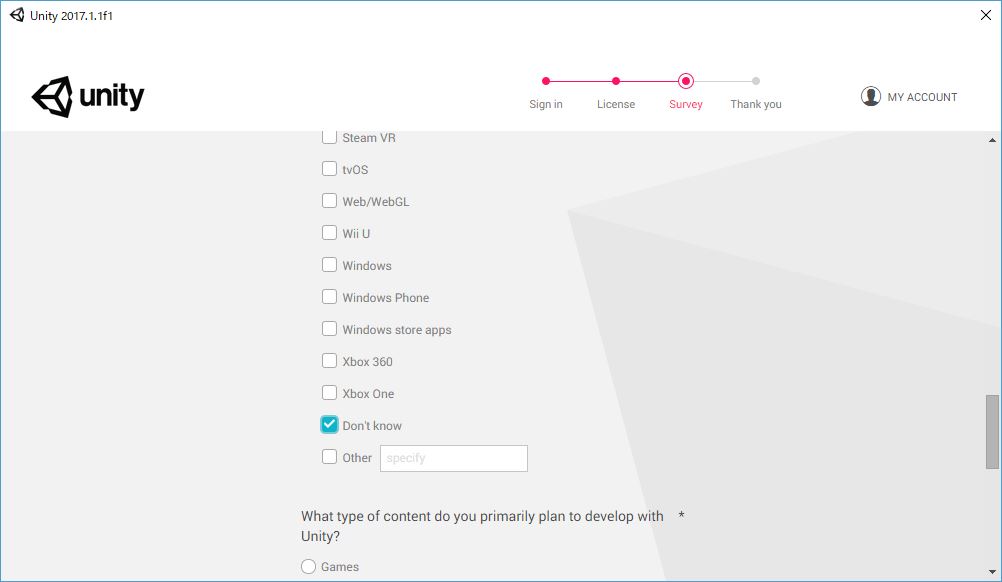 Unity 2017.1.1f1
unity
Sign in
License
Survey
Thank you
MY ACCOUNT
Steam VR
tvOS
Web/WebGL
Wii U
Windows
Windows Phone
Windows store apps
Xbox 360
Xbox One
Don't know
Other specify
What type of content do you primarily plan to develop with *
Unity?
Games